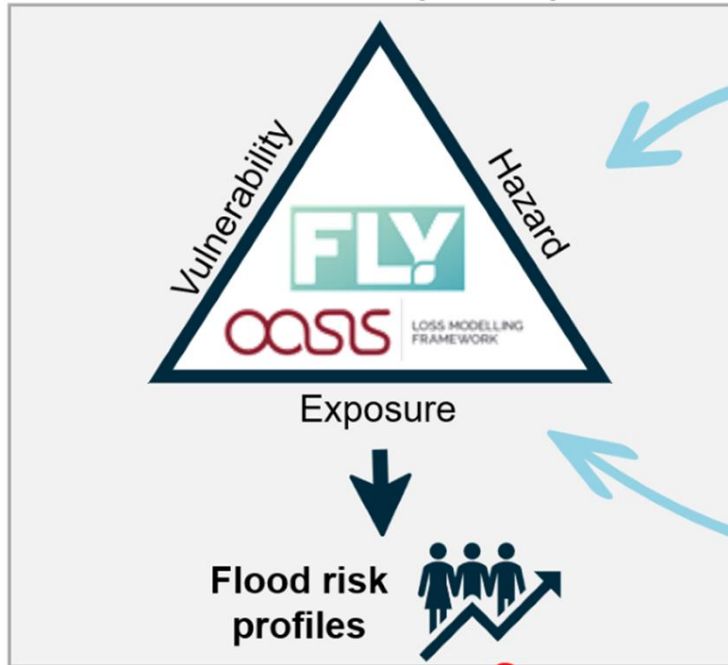 Vulnerability
Hazard
FLY
OASIS
LOSS MODELLING
FRAMEWORK
Exposure
Flood risk
profiles